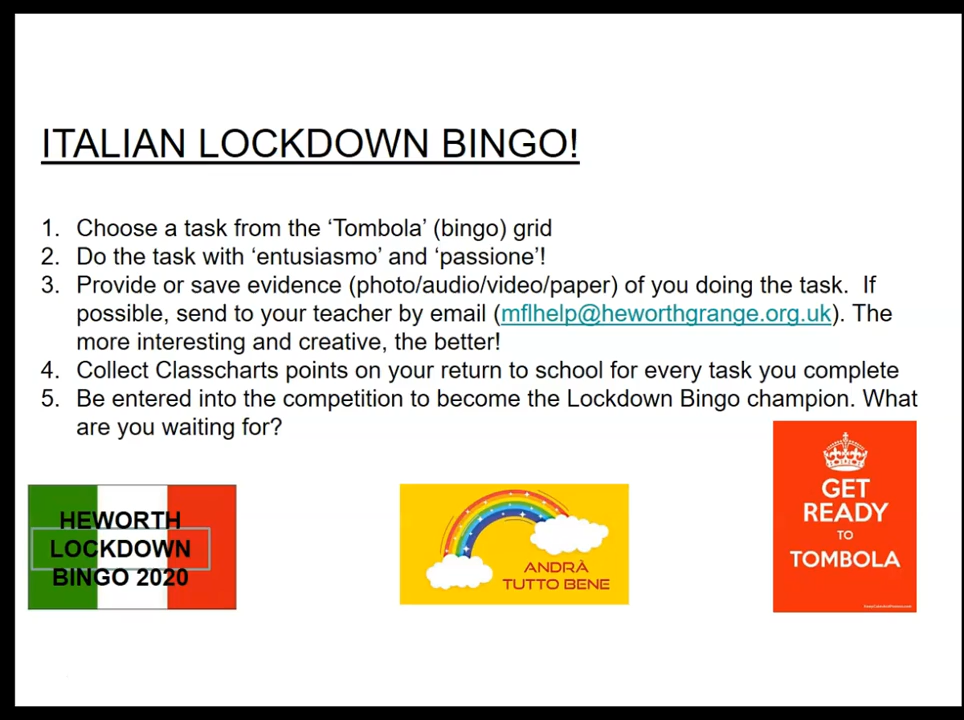 ITALIAN LOCKDOWN BINGO!
1. Choose a task from the ‘Tombola’ (bingo) grid
2. Do the task with ‘entusiasmo’ and ‘passione’!
3. Provide or save evidence (photo/audio/video/paper) of you doing the task. If
possible, send to your teacher by email (mflhelp@heworthgrange.org.uk). The
more interesting and creative, the better!
4. Collect Classcharts points on your return to school for every task you complete
5. Be entered into the competition to become the Lockdown Bingo champion. What
are you waiting for?
HEWORTH
LOCKDOWN
BINGO 2020
ANDRÀ
TUTTO BENE
GET
READY
TO
TOMBOLA